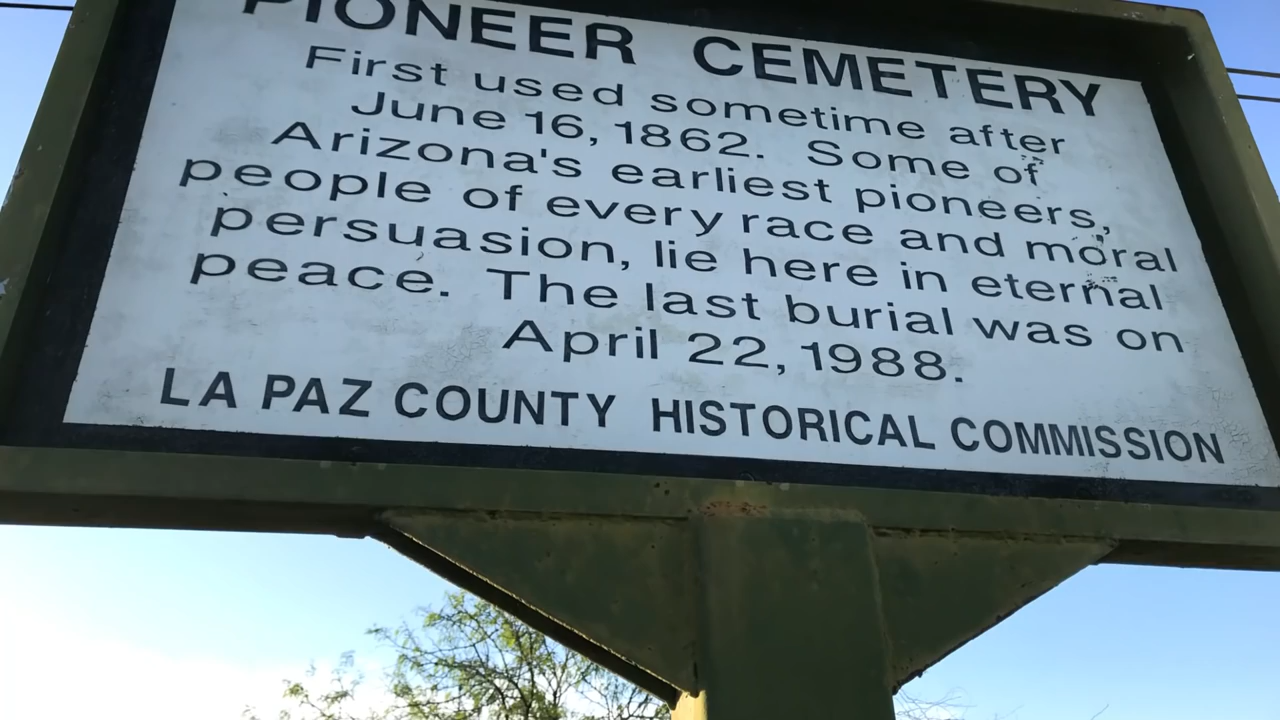 PIONEER CEMETERY
First used sometime after
June 16, 1862. Some of
Arizona's earliest pioneers,
people of every race and moral
persuasion, lie here in eternal
peace. The last burial was on
April 22, 1988.
LA PAZ COUNTY HISTORICAL COMMISSION